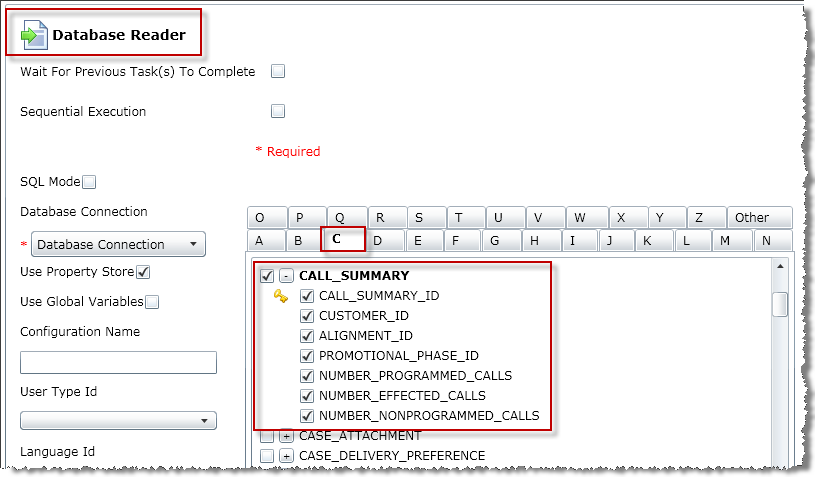 Database Reader
Wait For Previous Task(s) To Complete
Sequential Execution
* Required
SQL Mode
Database Connection
* Database Connection
Use Property Store
Use Global Variables
Configuration Name
User Type Id
Language Id
O P Q R S T U V W X Y Z Other
A B C D E F G H I J K L M N
- CALL_SUMMARY
CALL_SUMMARY_ID
CUSTOMER_ID
ALIGNMENT_ID
PROMOTIONAL_PHASE_ID
NUMBER_PROGRAMMED_CALLS
NUMBER_EFFECTED_CALLS
NUMBER_NONPROGRAMMED_CALLS
+ CASE_ATTACHMENT
+ CASE_DELIVERY_PREFERENCE